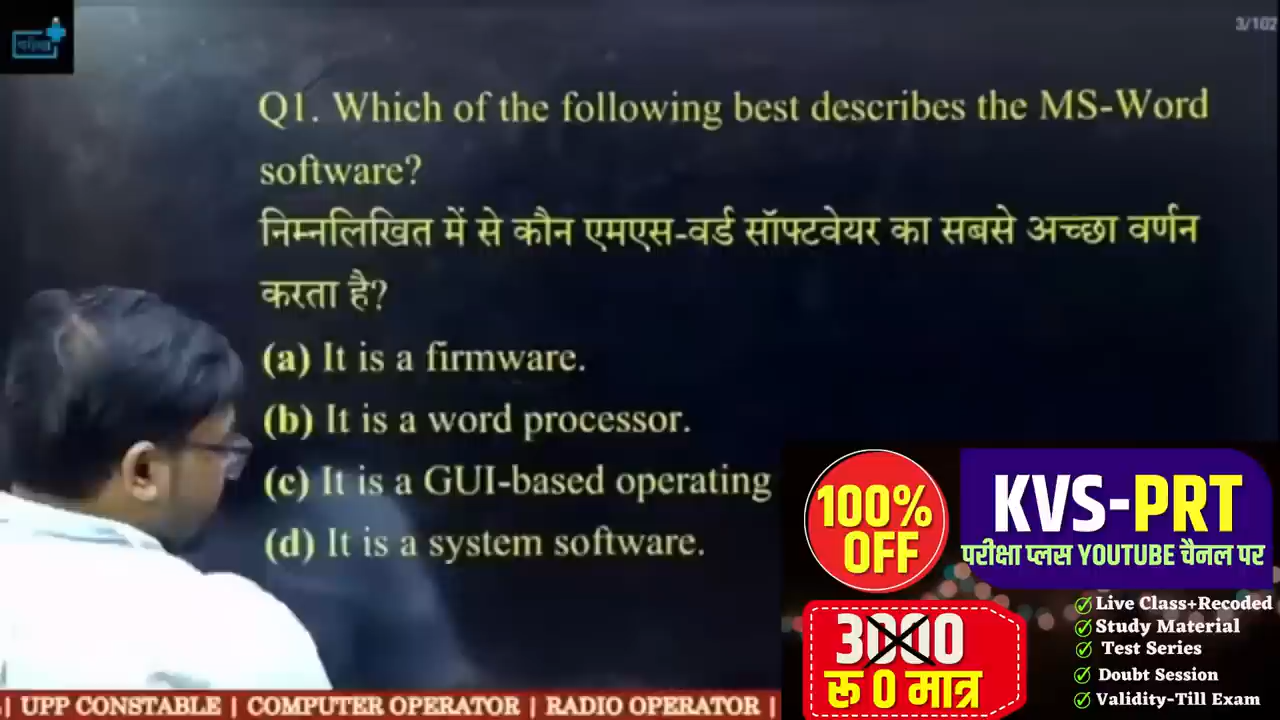 3/102
Q1. Which of the following best describes the MS-Word
software?
निम्नलिखित में से कौन एमएस-वर्ड सॉफ्टवेयर का सबसे अच्छा वर्णन
करता है?
(a) It is a firmware.
(b) It is a word processor.
(c) It is a GUI-based operating
(d) It is a system software.
100%
OFF
KVS-PRT
परीक्षा प्लस YOUTUBE चैनल पर
3000
रू 0 मात्र
Live Class+Recoded
Study Material
Test Series
Doubt Session
Validity-Till Exam
| UPP CONSTABLE | COMPUTER OPERATOR | RADIO OPERATOR |